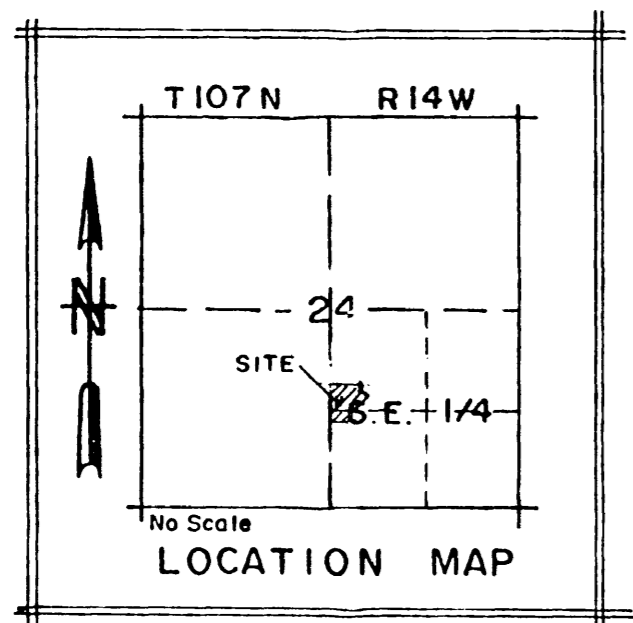 T107N R14W
N
24
SITE
S.E. 1/4
No Scale
LOCATION MAP